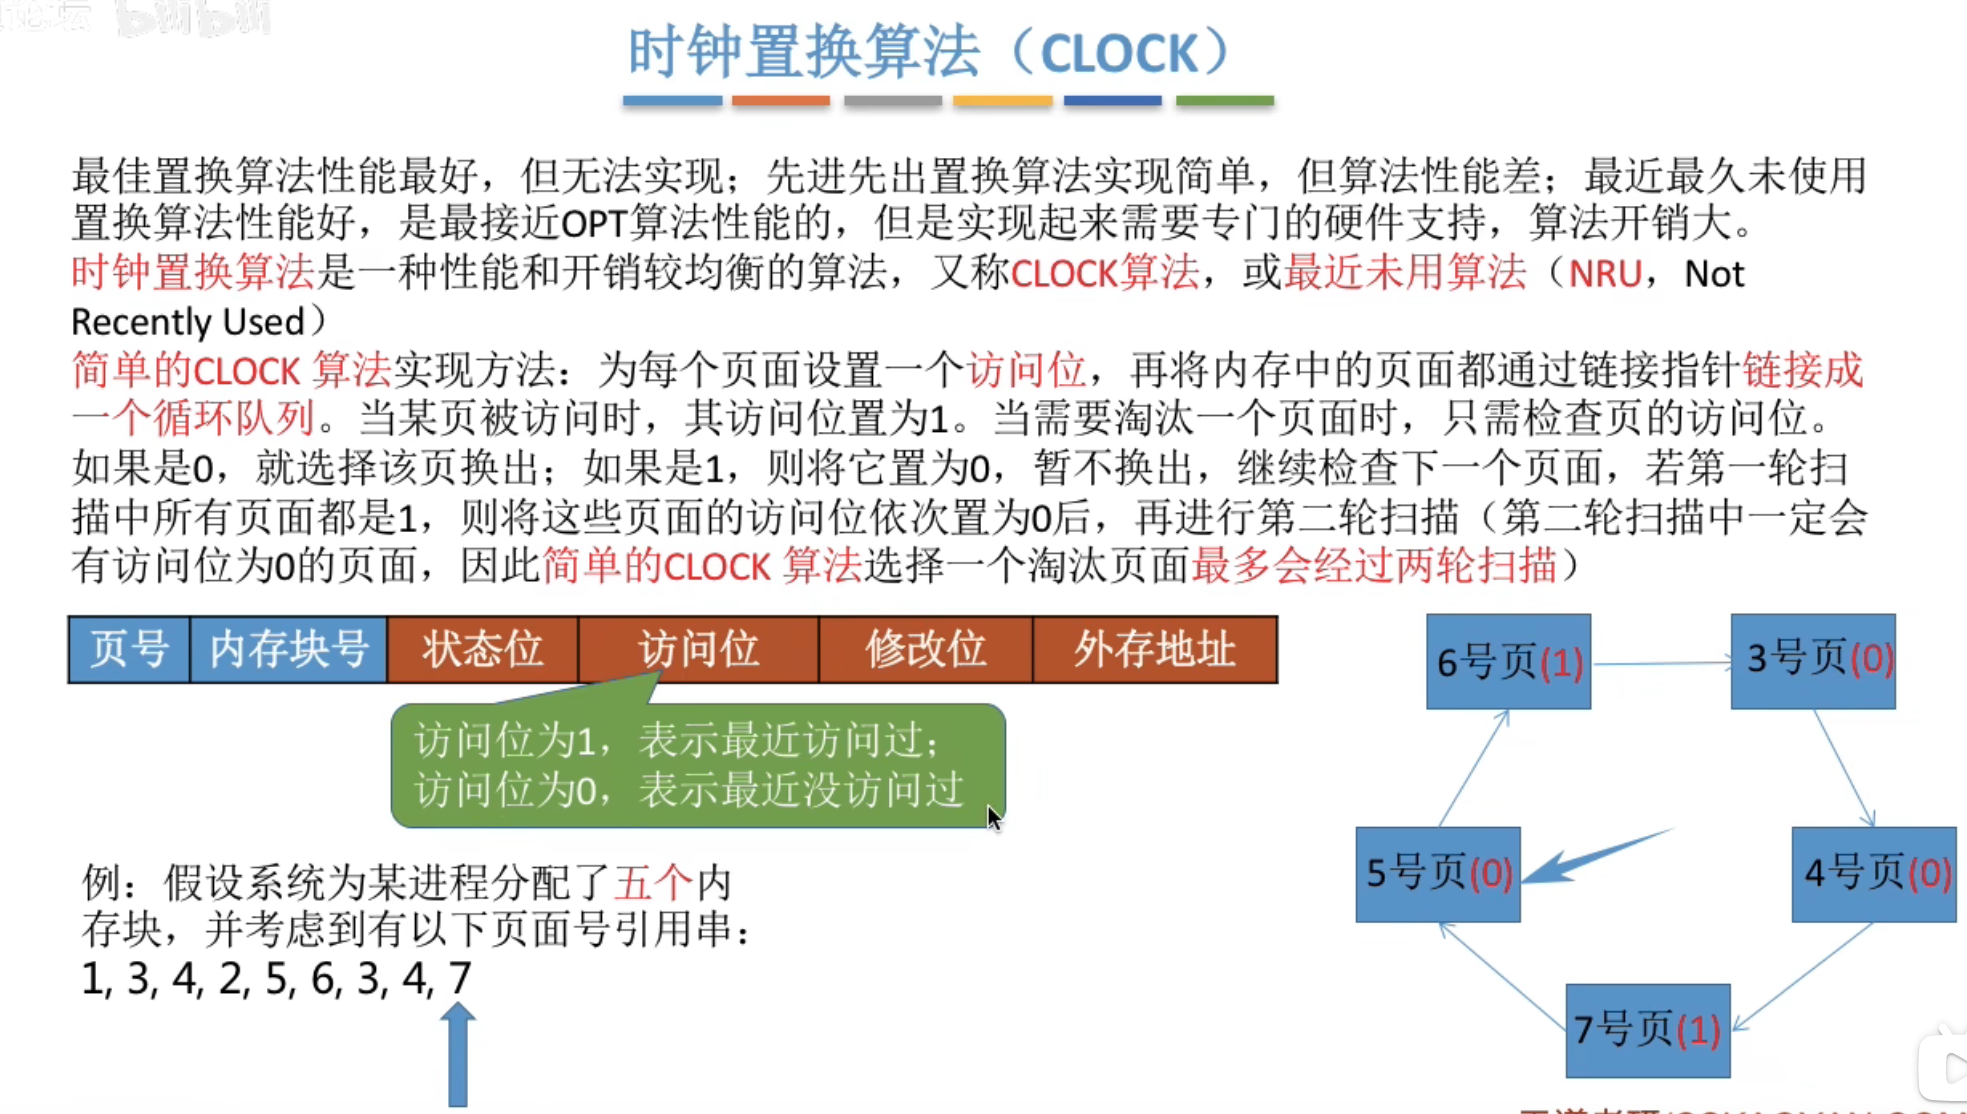 论坛 bilibili
时钟置换算法（CLOCK）
最佳置换算法性能最好，但无法实现；先进先出置换算法实现简单，但算法性能差；最近最久未使用
置换算法性能好，是最接近OPT算法性能的，但是实现起来需要专门的硬件支持，算法开销大。
时钟置换算法是一种性能和开销较均衡的算法，又称CLOCK算法，或最近未用算法（NRU，Not
Recently Used）
简单的CLOCK 算法实现方法：为每个页面设置一个访问位，再将内存中的页面都通过链接指针链接成
一个循环队列。当某页被访问时，其访问位置为1。当需要淘汰一个页面时，只需检查页的访问位。
如果是0，就选择该页换出；如果是1，则将它置为0，暂不换出，继续检查下一个页面，若第一轮扫
描中所有页面都是1，则将这些页面的访问位依次置为0后，再进行第二轮扫描（第二轮扫描中一定会
有访问位为0的页面，因此简单的CLOCK 算法选择一个淘汰页面最多会经过两轮扫描）
页号 内存块号 状态位 访问位 修改位 外存地址
访问位为1，表示最近访问过；
访问位为0，表示最近没访问过
例：假设系统为某进程分配了五个内
存块，并考虑到有以下页面号引用串：
1, 3, 4, 2, 5, 6, 3, 4, 7
6号页(1)
3号页(0)
5号页(0)
4号页(0)
7号页(1)